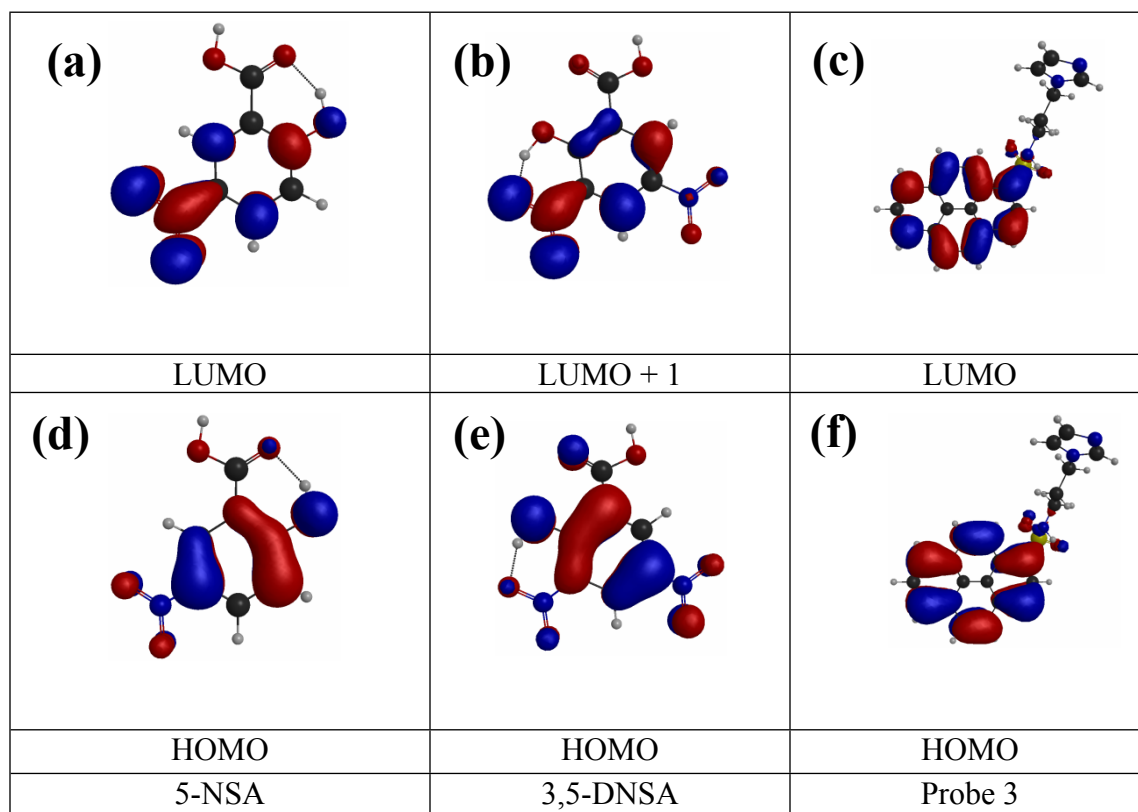 (a)
(b)
(c)
LUMO
LUMO + 1
LUMO
(d)
(e)
(f)
HOMO
HOMO
HOMO
5-NSA
3,5-DNSA
Probe 3